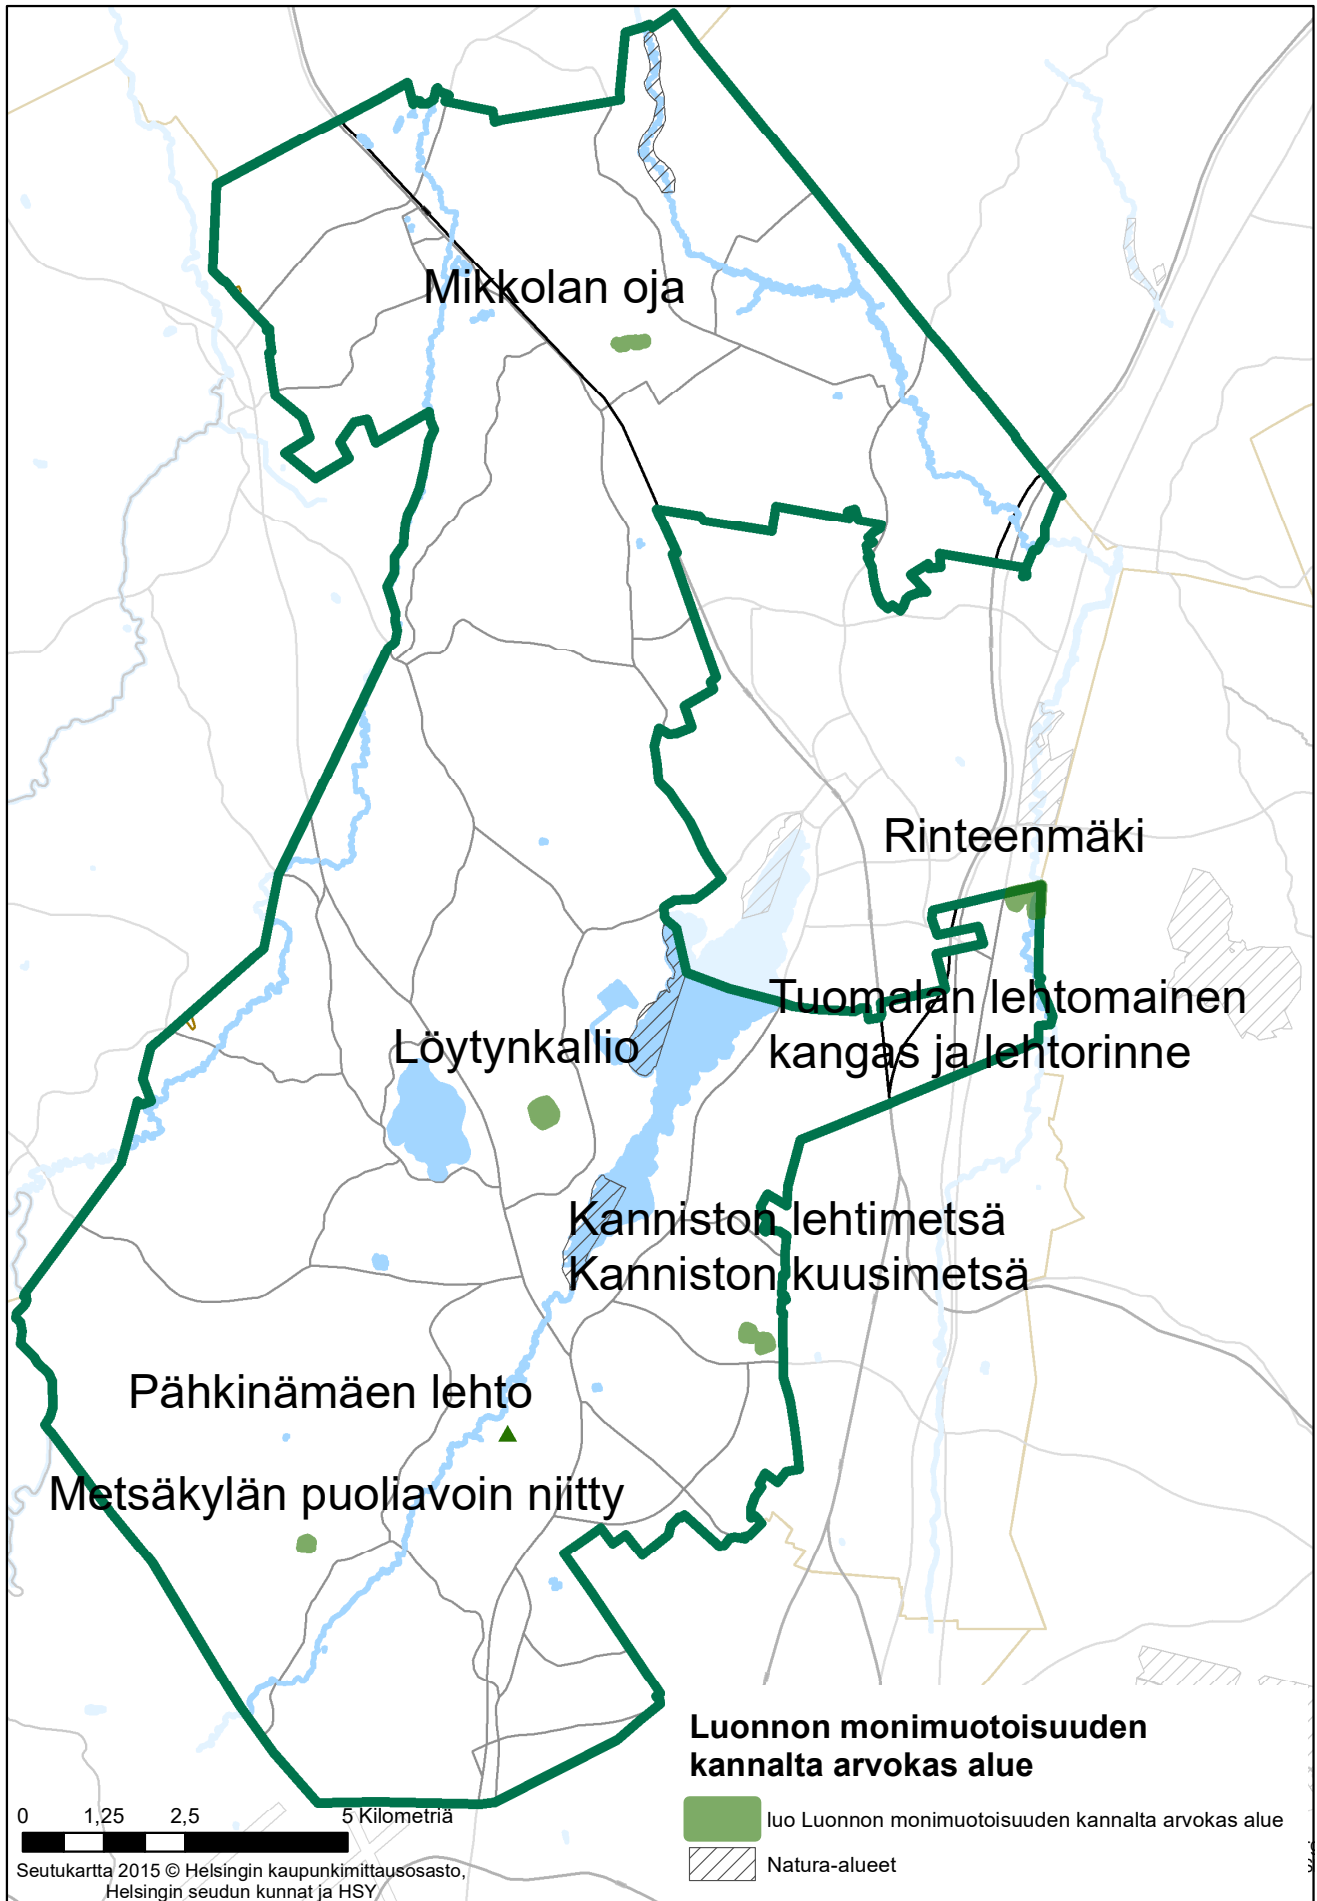 Mikkolan oja
Rinteenmäki
Tuomalan lehtomainen
kangas ja lehtorinne
Löytynkallio
Kanniston lehtimetsä
Kanniston kuusimetsä
Pähkinämäen lehto
Metsäkylän puoliavoin niitty
Luonnon monimuotoisuuden
kannalta arvokas alue
luo Luonnon monimuotoisuuden kannalta arvokas alue
Natura-alueet
0 1,25 2,5 5 Kilometriä
Seutukartta 2015 © Helsingin kaupunkimittausosasto,
Helsingin seudun kunnat ja HSY